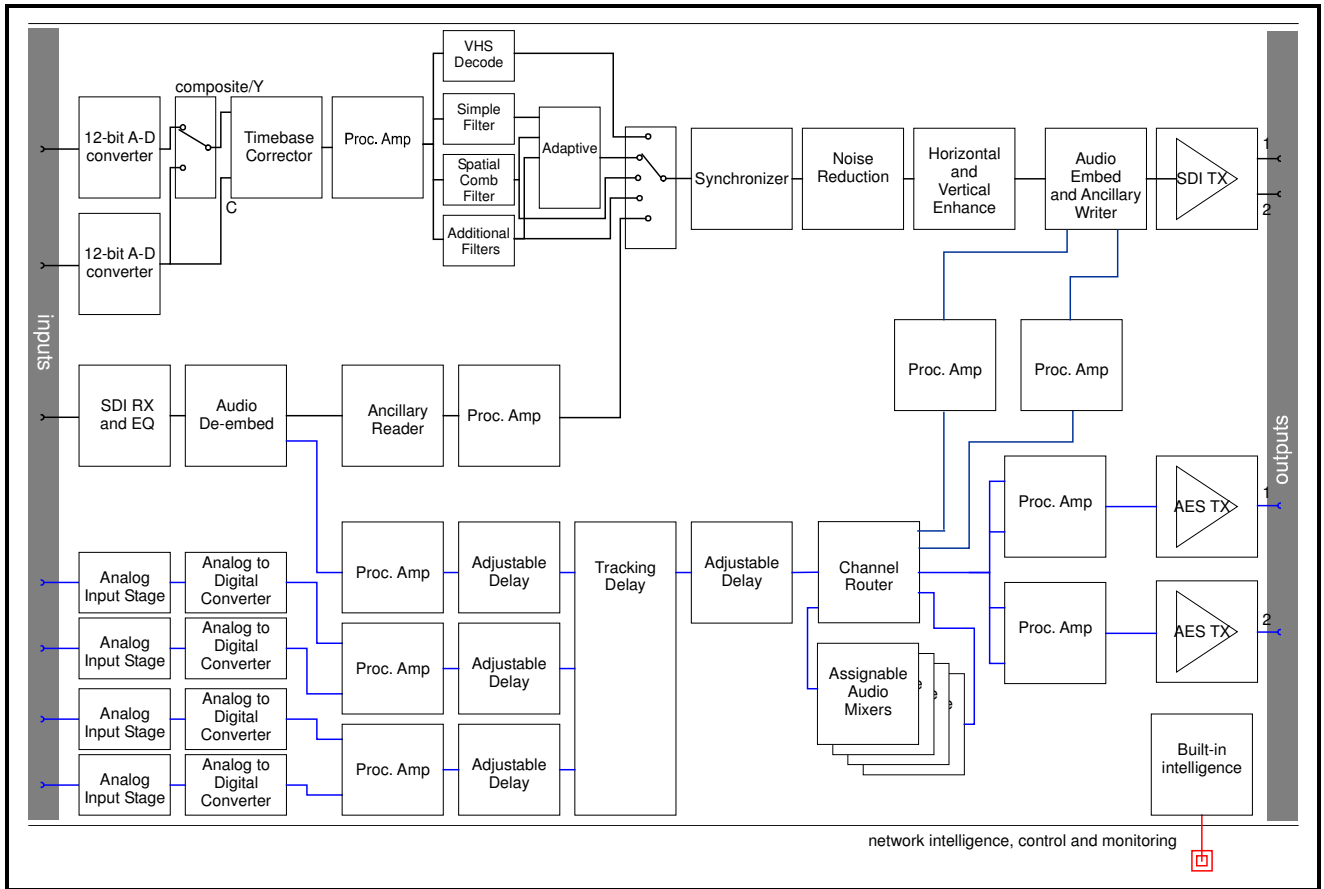 VHS
Decode
composite/Y
12-bit A-D
converter
Timebase
Corrector
Proc. Amp
Simple
Filter
Adaptive
Spatial
Comb
Filter
Additional
Filters
C
12-bit A-D
converter
Synchronizer
Noise
Reduction
Horizontal
and
Vertical
Enhance
Audio
Embed
and Ancillary
Writer
SDI TX
1
2
inputs
Proc. Amp
Proc. Amp
SDI RX
and EQ
Audio
De-embed
Ancillary
Reader
Proc. Amp
outputs
Proc. Amp
AES TX
1
Analog
Input Stage
Analog to
Digital
Converter
Proc. Amp
Adjustable
Delay
Tracking
Delay
Adjustable
Delay
Channel
Router
Proc. Amp
AES TX
2
Analog
Input Stage
Analog to
Digital
Converter
Proc. Amp
Adjustable
Delay
Assignable
Audio
Mixers
e
e
e
Analog
Input Stage
Analog to
Digital
Converter
Proc. Amp
Adjustable
Delay
Analog
Input Stage
Analog to
Digital
Converter
Built-in
intelligence
network intelligence, control and monitoring